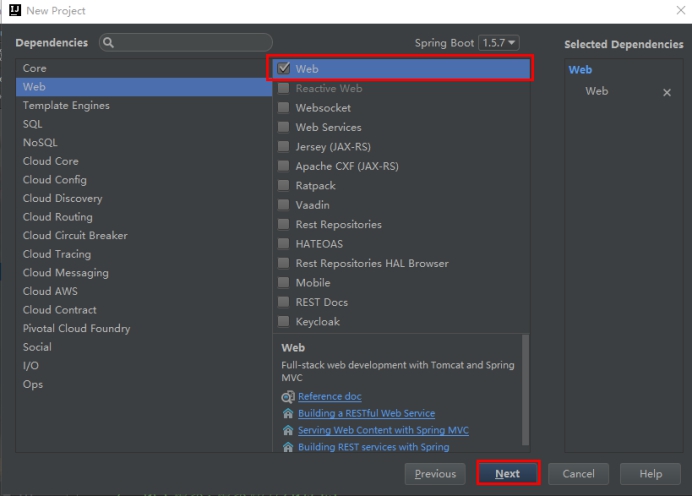 New Project
Dependencies
Spring Boot 1.5.7
Selected Dependencies
Core
Web
Template Engines
SQL
NoSQL
Cloud Core
Cloud Config
Cloud Discovery
Cloud Routing
Cloud Circuit Breaker
Cloud Tracing
Cloud Messaging
Cloud AWS
Cloud Contract
Pivotal Cloud Foundry
Social
I/O
Ops
Web
Reactive Web
Websocket
Web Services
Jersey (JAX-RS)
Apache CXF (JAX-RS)
Ratpack
Vaadin
Rest Repositories
HATEOAS
Rest Repositories HAL Browser
Mobile
REST Docs
Keycloak
Web
Full-stack web development with Tomcat and Spring
MVC
Reference doc
Building a RESTful Web Service
Serving Web Content with Spring MVC
Building REST services with Spring
Web
Web
Previous
Next
Cancel
Help